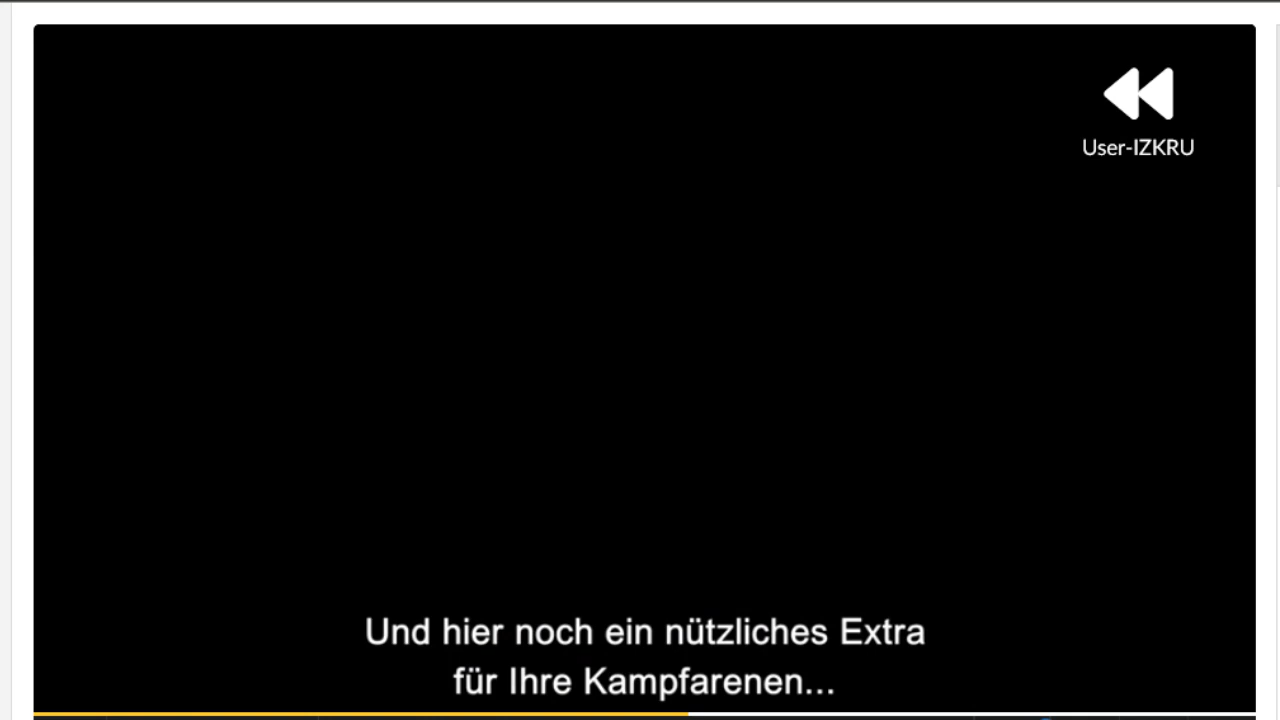 User-IZKRU
Und hier noch ein nützliches Extra
für Ihre Kampfarenen...